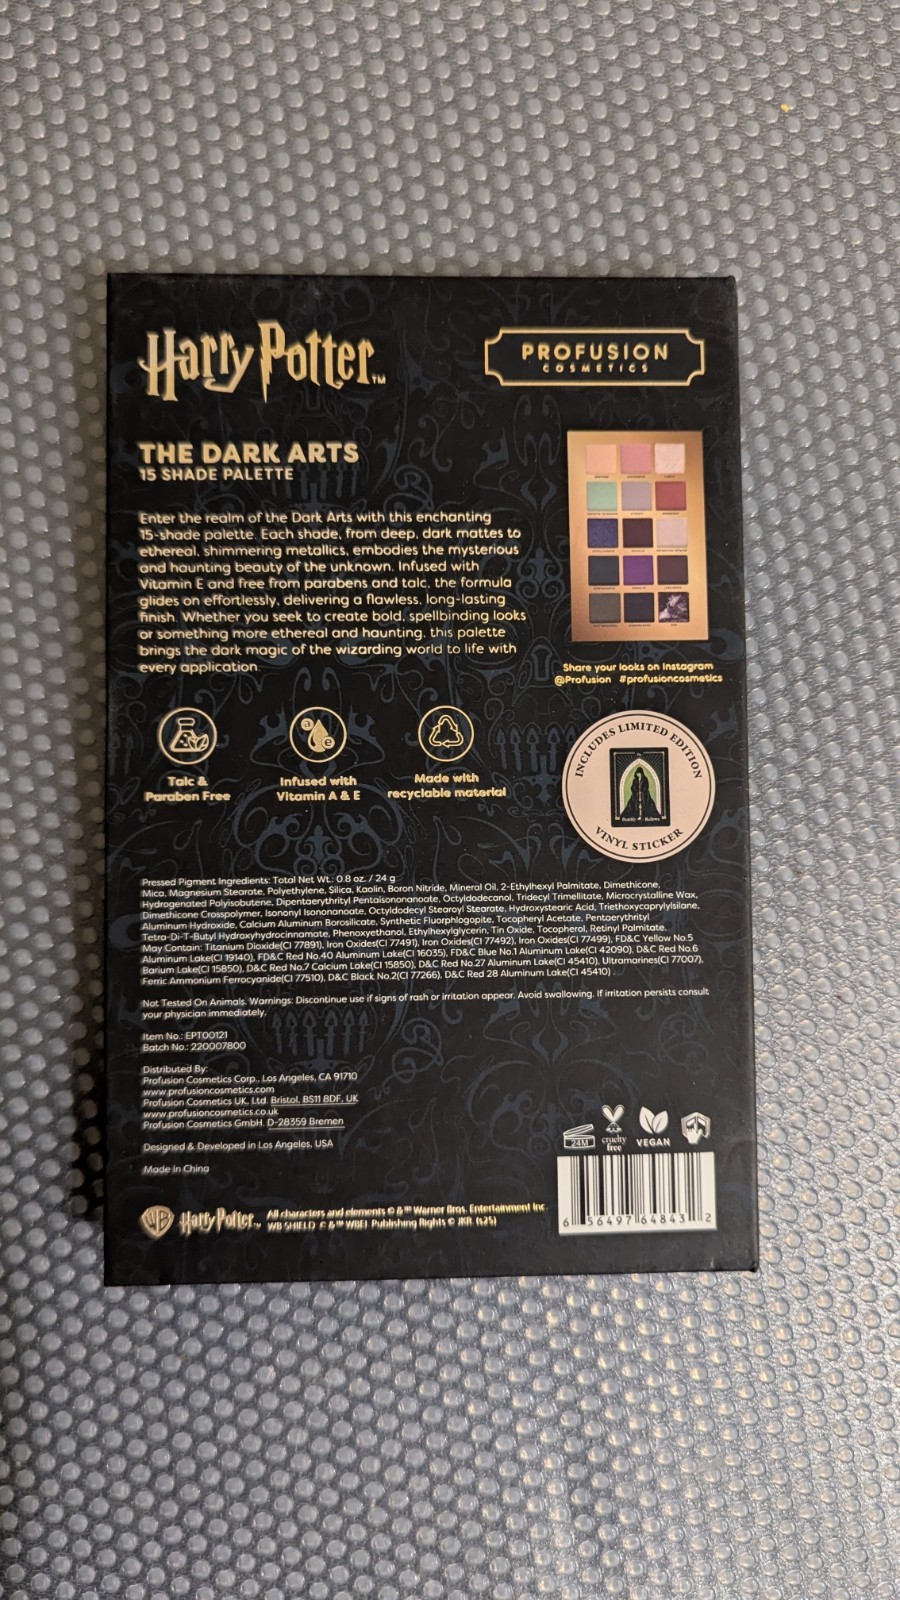 Harry Potter™
PROFUSION
COSMETICS
THE DARK ARTS
15 SHADE PALETTE
Enter the realm of the Dark Arts with this enchanting
15-shade palette. Each shade, from deep, dark mattes to
ethereal, shimmering metallics, embodies the mysterious
and haunting beauty of the unknown. Infused with
Vitamin E and free from parabens and talc, the formula
glides on effortlessly, delivering a flawless, long-lasting
finish. Whether you seek to create bold, spellbinding looks
or something more ethereal and haunting, this palette
brings the dark magic of the wizarding world to life with
every application.
Share your looks on Instagram
@Profusion #profusioncosmetics
Talc &
Paraben Free
a
e
Infused with
Vitamin A & E
Made with
recyclable material
INCLUDES LIMITED EDITION
Deathly Hallows
VINYL STICKER
Pressed Pigment Ingredients: Total Net Wt.: 0.8 oz. / 24 g
Mica, Magnesium Stearate, Polyethylene, Silica, Kaolin, Boron Nitride, Mineral Oil, 2-Ethylhexyl Palmitate, Dimethicone,
Hydrogenated Polyisobutene, Dipentaerythrityl Pentaisononanoate, Octyldodecanol, Tridecyl Trimellitate, Microcrystalline Wax,
Dimethicone Crosspolymer, Isononyl Isononanoate, Octyldodecyl Stearoyl Stearate, Hydroxystearic Acid, Triethoxycaprylylsilane,
Aluminum Hydroxide, Calcium Aluminum Borosilicate, Synthetic Fluorphlogopite, Tocopheryl Acetate, Pentaerythrityl
Tetra-Di-T-Butyl Hydroxyhydrocinnamate, Phenoxyethanol, Ethylhexylglycerin, Tin Oxide, Tocopherol, Retinyl Palmitate.
May Contain: Titanium Dioxide(CI 77891), Iron Oxides(CI 77491), Iron Oxides(CI 77492), Iron Oxides(CI 77499), FD&C Yellow No.5
Aluminum Lake(CI 19140), FD&C Red No.40 Aluminum Lake(CI 16035), FD&C Blue No.1 Aluminum Lake(CI 42090), D&C Red No.6
Barium Lake(CI 15850), D&C Red No.7 Calcium Lake(CI 15850), D&C Red No.27 Aluminum Lake(CI 45410), Ultramarines(CI 77007),
Ferric Ammonium Ferrocyanide(CI 77510), D&C Black No.2(CI 77266), D&C Red 28 Aluminum Lake(CI 45410)
Not Tested On Animals. Warnings: Discontinue use if signs of rash or irritation appear. Avoid swallowing. If irritation persists consult
your physician immediately.
Item No.: EPT00121
Batch No.: 220007800
Distributed By:
Profusion Cosmetics Corp., Los Angeles, CA 91710
www.profusioncosmetics.com
Profusion Cosmetics UK, Ltd. Bristol, BS11 8DF, UK
www.profusioncosmetics.co.uk
Profusion Cosmetics GmbH. D-28359 Bremen
Designed & Developed in Los Angeles, USA
Made In China
24M
cruelty
free
VEGAN
6 56497 64843 2
WB
Harry Potter™
All characters and elements © & ™ Warner Bros. Entertainment Inc.
WB SHIELD: © & ™ WBEI. Publishing Rights © JKR. (s25)